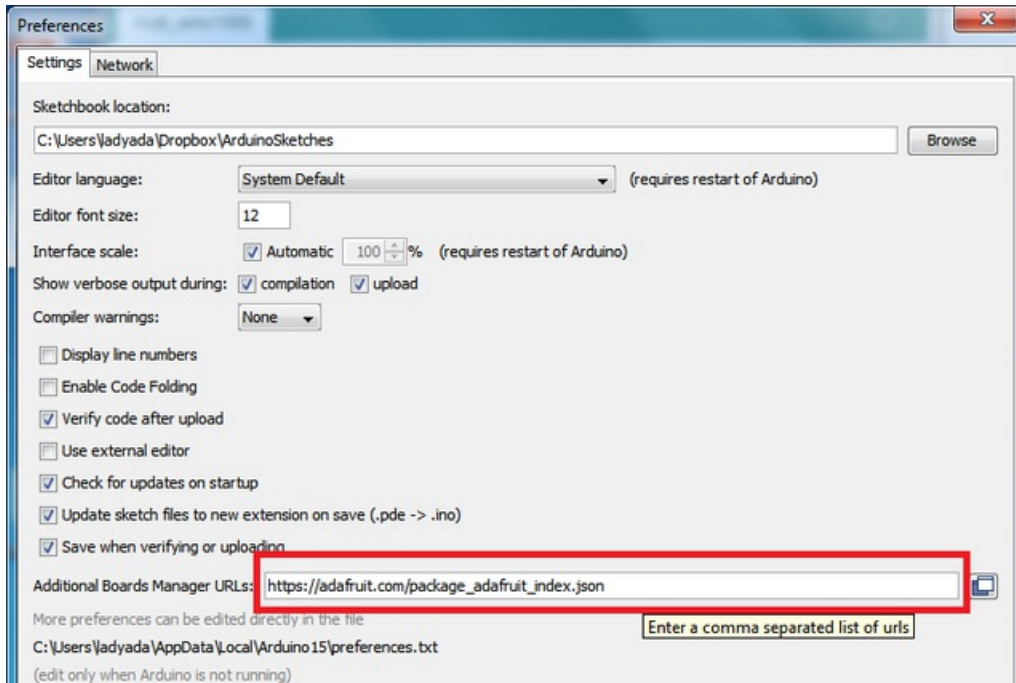 Preferences
Settings Network
Sketchbook location:
C:\Users\ladyada\Dropbox\ArduinoSketches Browse
Editor language: System Default (requires restart of Arduino)
Editor font size: 12
Interface scale: Automatic 100 % (requires restart of Arduino)
Show verbose output during: compilation upload
Compiler warnings: None
Display line numbers
Enable Code Folding
Verify code after upload
Use external editor
Check for updates on startup
Update sketch files to new extension on save (.pde -> .ino)
Save when verifying or uploading
Additional Boards Manager URLs: https://adafruit.com/package_adafruit_index.json
More preferences can be edited directly in the file
Enter a comma separated list of urls
C:\Users\ladyada\AppData\Local\Arduino15\preferences.txt
(edit only when Arduino is not running)